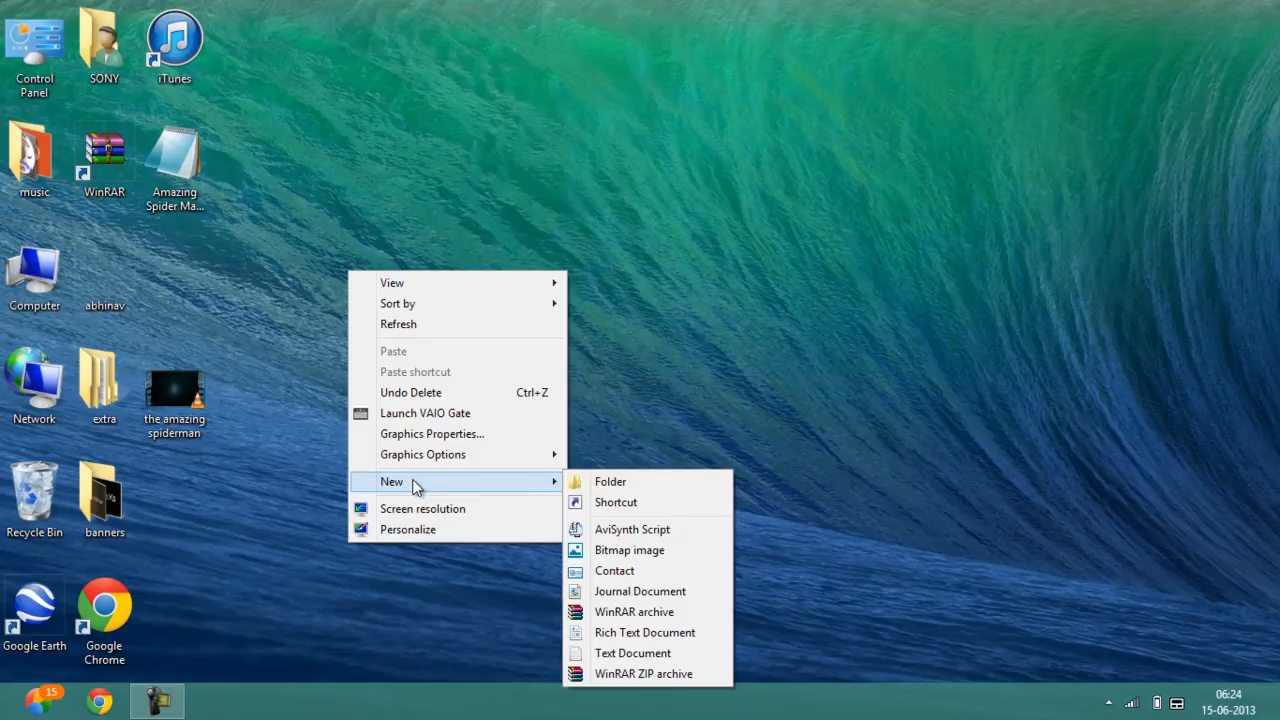 Control
Panel
SONY
iTunes
music
WinRAR
Amazing
Spider Ma...
Computer
abhinav
Network
extra
the amazing
spiderman
Recycle Bin
banners
Google Earth
Google
Chrome
View
Sort by
Refresh
Paste
Paste shortcut
Undo Delete Ctrl+Z
Launch VAIO Gate
Graphics Properties...
Graphics Options
New
Screen resolution
Personalize
Folder
Shortcut
AviSynth Script
Bitmap image
Contact
Journal Document
WinRAR archive
Rich Text Document
Text Document
WinRAR ZIP archive
15
06:24
15-06-2013